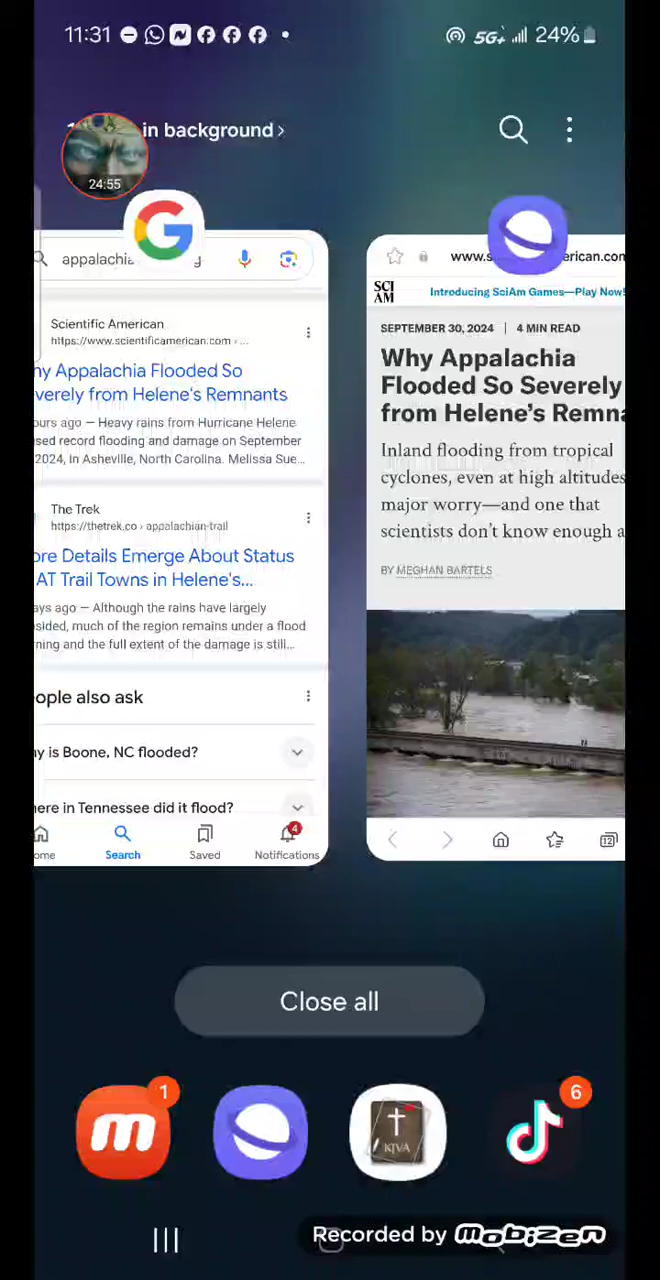 11:31
5G+
24%
in background >
24:55
G
appalachia
g
Scientific American
https://www.scientificamerican.com › ...
hy Appalachia Flooded So
verely from Helene's Remnants
ours ago — Heavy rains from Hurricane Helene
sed record flooding and damage on September
2024, in Asheville, North Carolina. Melissa Sue...
The Trek
https://thetrek.co › appalachian-trail
ore Details Emerge About Status
AT Trail Towns in Helene's...
ays ago — Although the rains have largely
sided, much of the region remains under a flood
ning and the full extent of the damage is still...
ople also ask
y is Boone, NC flooded?
here in Tennessee did it flood?
ome
Search
Saved
4
Notifications
www.s
erican.com
SCI
AM
Introducing SciAm Games—Play Now!
SEPTEMBER 30, 2024 | 4 MIN READ
Why Appalachia
Flooded So Severely
from Helene's Remna
Inland flooding from tropical
cyclones, even at high altitudes
major worry—and one that
scientists don't know enough a
BY MEGHAN BARTELS
12
Close all
m
1
KJVA
6
Recorded by mobizen